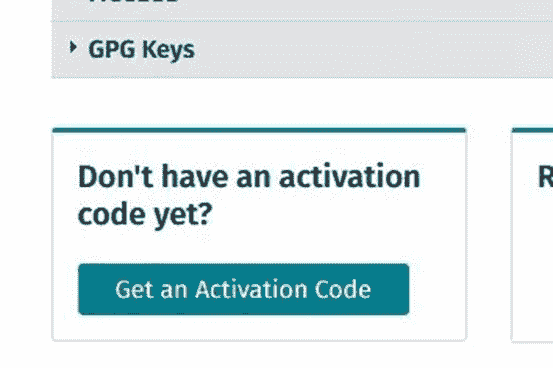 GPG Keys
Don't have an activation
code yet?
Get an Activation Code